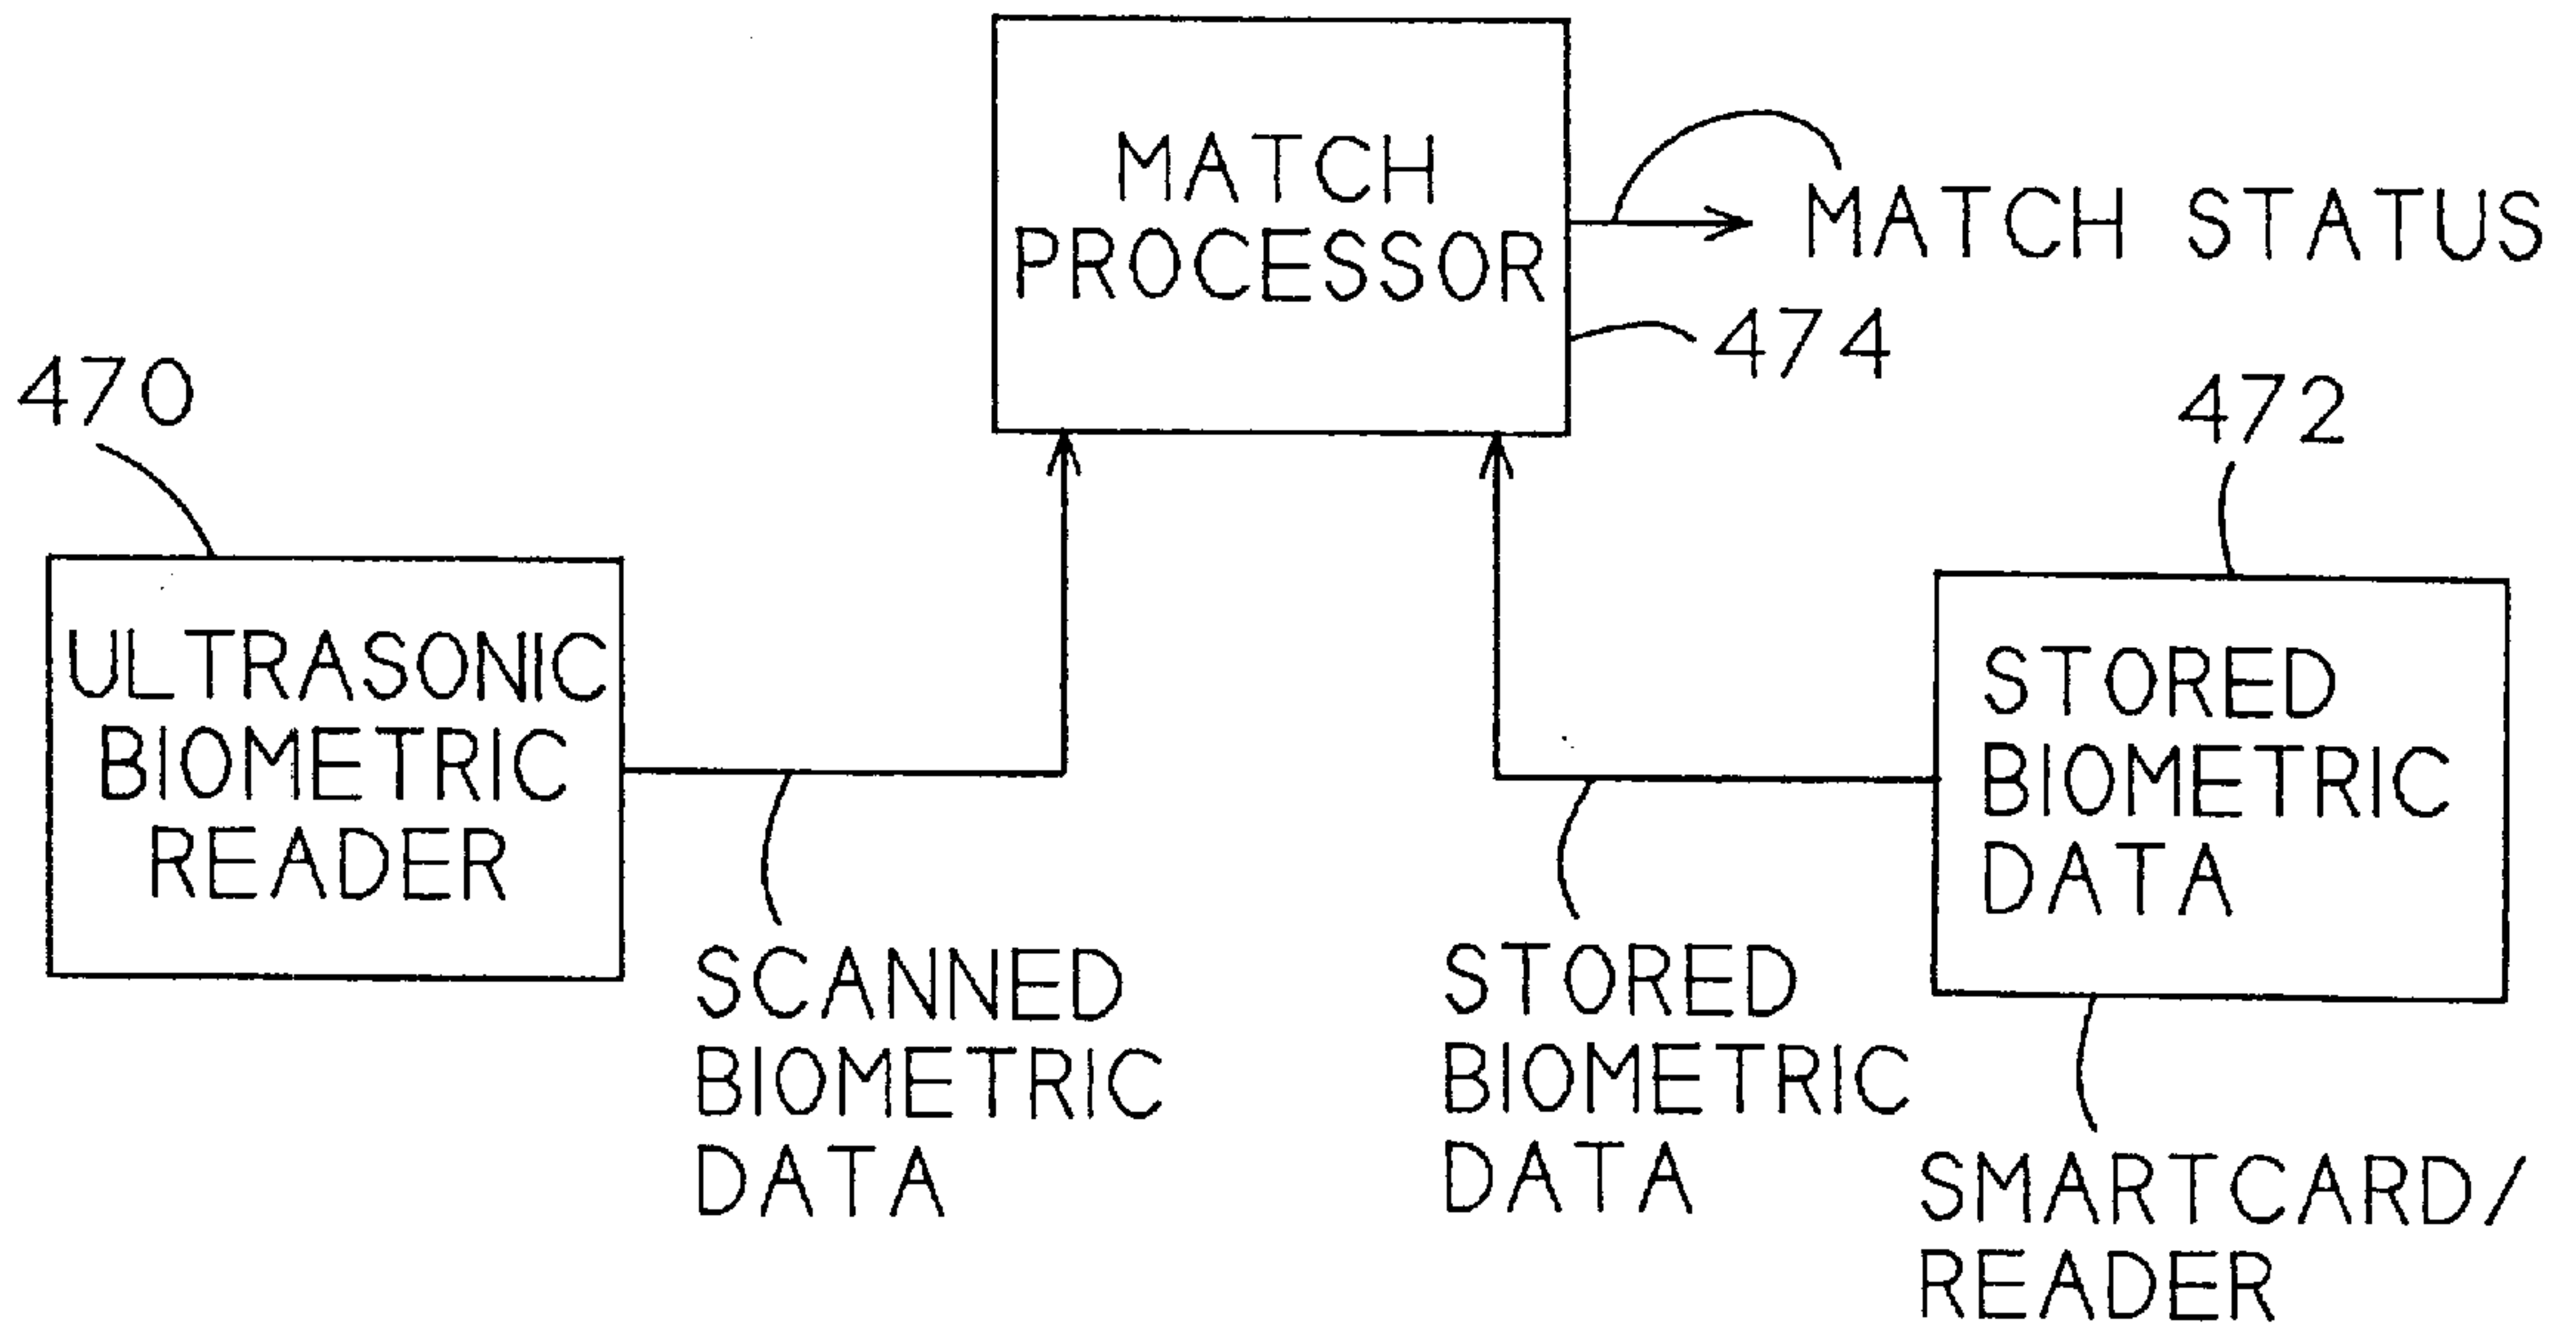 MATCH
PROCESSOR
MATCH STATUS
474
470
472
ULTRASONIC
BIOMETRIC
READER
STORED
BIOMETRIC
DATA
SCANNED
BIOMETRIC
DATA
STORED
BIOMETRIC
DATA
SMARTCARD/
READER